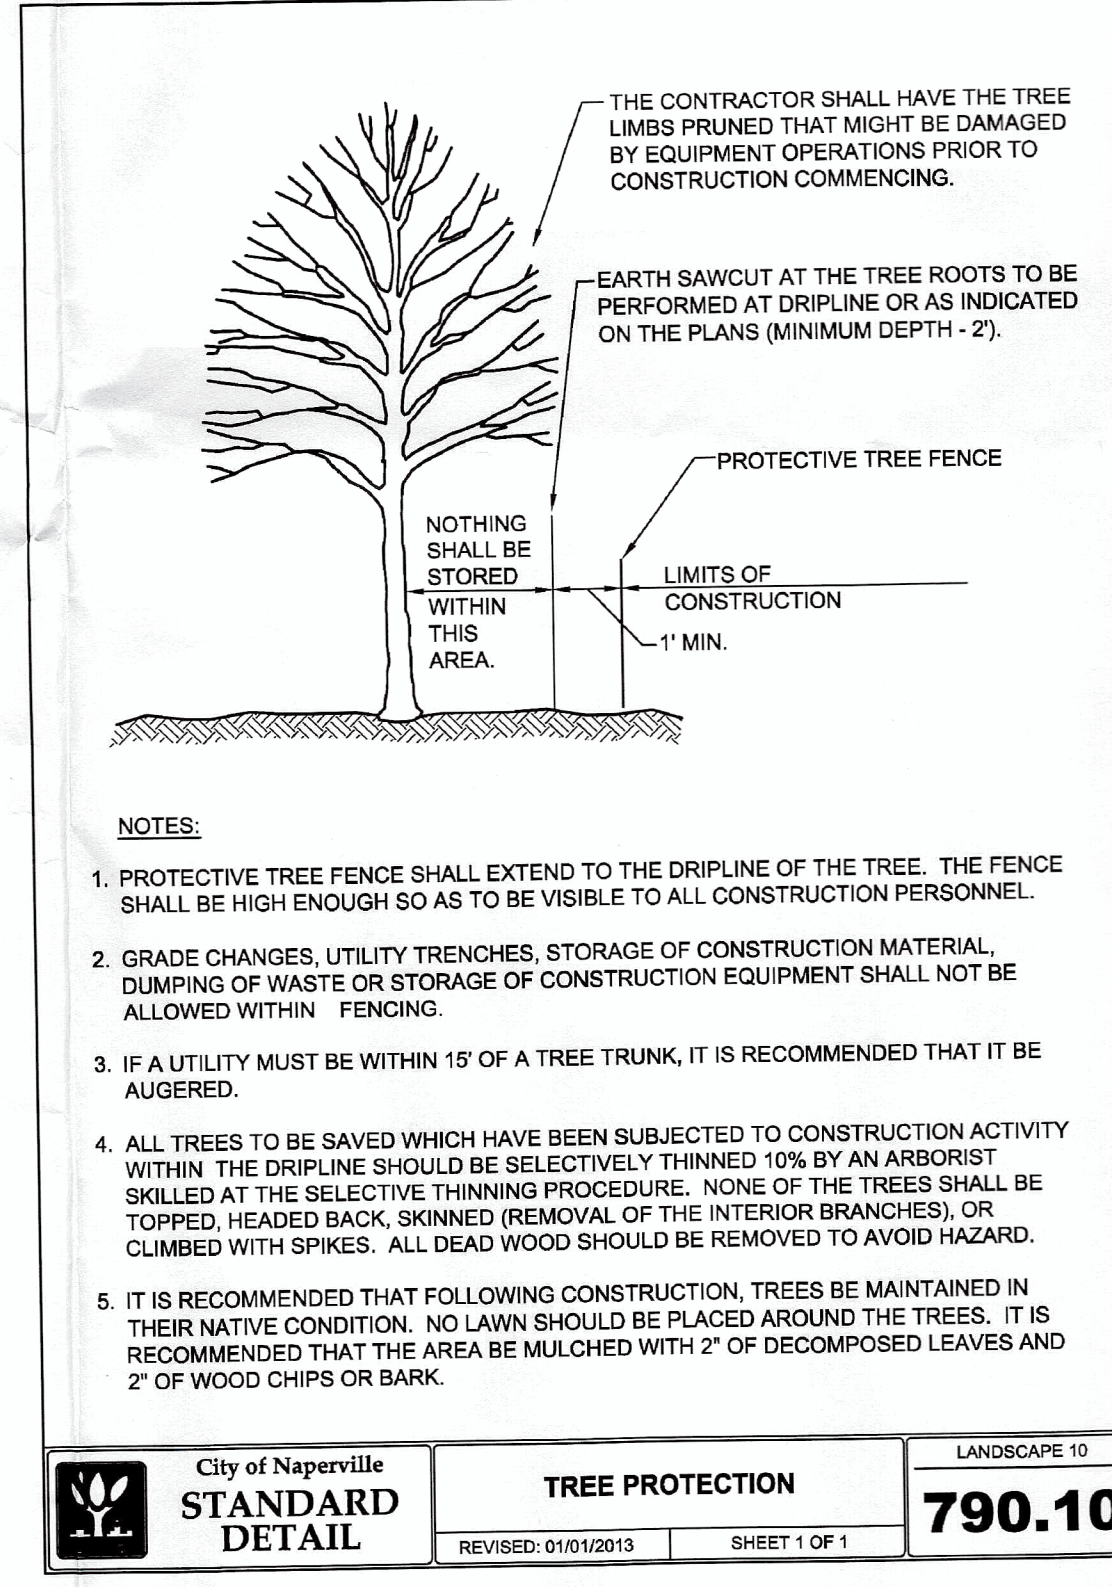 THE CONTRACTOR SHALL HAVE THE TREE
LIMBS PRUNED THAT MIGHT BE DAMAGED
BY EQUIPMENT OPERATIONS PRIOR TO
CONSTRUCTION COMMENCING.
EARTH SAWCUT AT THE TREE ROOTS TO BE
PERFORMED AT DRIPLINE OR AS INDICATED
ON THE PLANS (MINIMUM DEPTH - 2').
PROTECTIVE TREE FENCE
NOTHING
SHALL BE
STORED
WITHIN
THIS
AREA.
LIMITS OF
CONSTRUCTION
1' MIN.
NOTES:
1. PROTECTIVE TREE FENCE SHALL EXTEND TO THE DRIPLINE OF THE TREE. THE FENCE
SHALL BE HIGH ENOUGH SO AS TO BE VISIBLE TO ALL CONSTRUCTION PERSONNEL.
2. GRADE CHANGES, UTILITY TRENCHES, STORAGE OF CONSTRUCTION MATERIAL,
DUMPING OF WASTE OR STORAGE OF CONSTRUCTION EQUIPMENT SHALL NOT BE
ALLOWED WITHIN FENCING.
3. IF A UTILITY MUST BE WITHIN 15' OF A TREE TRUNK, IT IS RECOMMENDED THAT IT BE
AUGERED.
4. ALL TREES TO BE SAVED WHICH HAVE BEEN SUBJECTED TO CONSTRUCTION ACTIVITY
WITHIN THE DRIPLINE SHOULD BE SELECTIVELY THINNED 10% BY AN ARBORIST
SKILLED AT THE SELECTIVE THINNING PROCEDURE. NONE OF THE TREES SHALL BE
TOPPED, HEADED BACK, SKINNED (REMOVAL OF THE INTERIOR BRANCHES), OR
CLIMBED WITH SPIKES. ALL DEAD WOOD SHOULD BE REMOVED TO AVOID HAZARD.
5. IT IS RECOMMENDED THAT FOLLOWING CONSTRUCTION, TREES BE MAINTAINED IN
THEIR NATIVE CONDITION. NO LAWN SHOULD BE PLACED AROUND THE TREES. IT IS
RECOMMENDED THAT THE AREA BE MULCHED WITH 2" OF DECOMPOSED LEAVES AND
2" OF WOOD CHIPS OR BARK.
City of Naperville
STANDARD
DETAIL
TREE PROTECTION
REVISED: 01/01/2013
SHEET 1 OF 1
LANDSCAPE 10
790.10